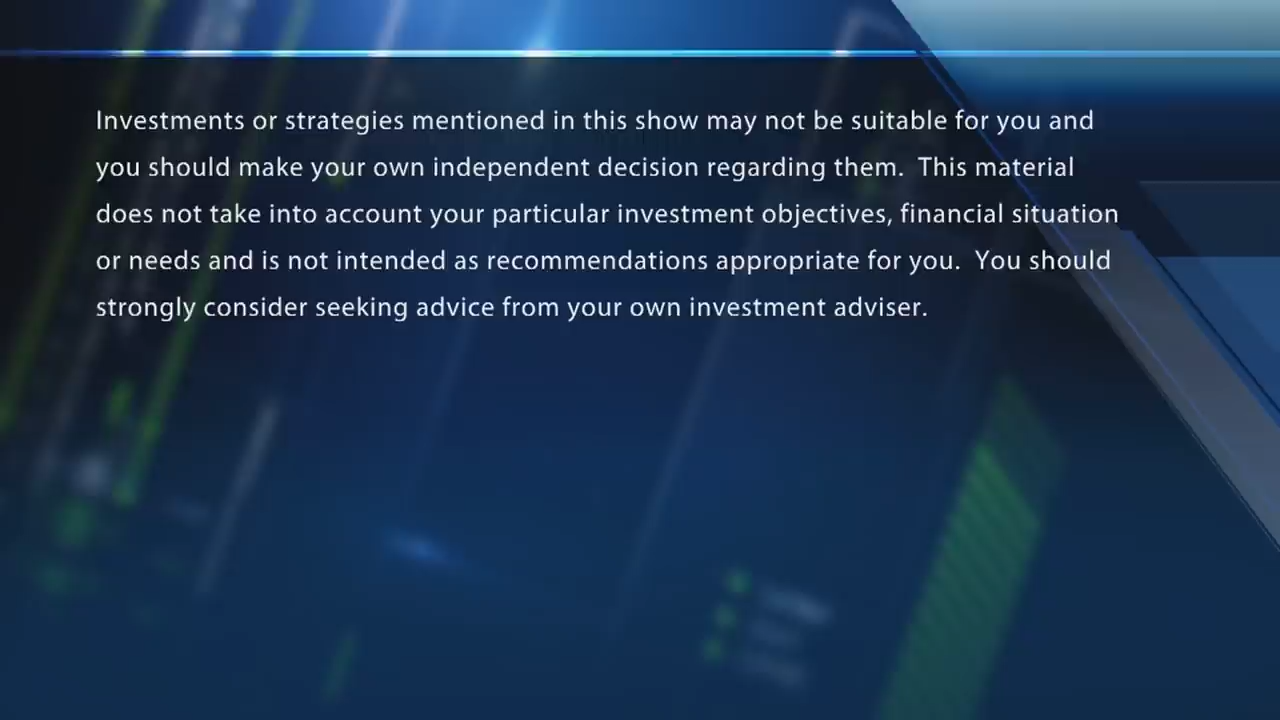 Investments or strategies mentioned in this show may not be suitable for you and
you should make your own independent decision regarding them.  This material
does not take into account your particular investment objectives, financial situation
or needs and is not intended as recommendations appropriate for you.  You should
strongly consider seeking advice from your own investment adviser.